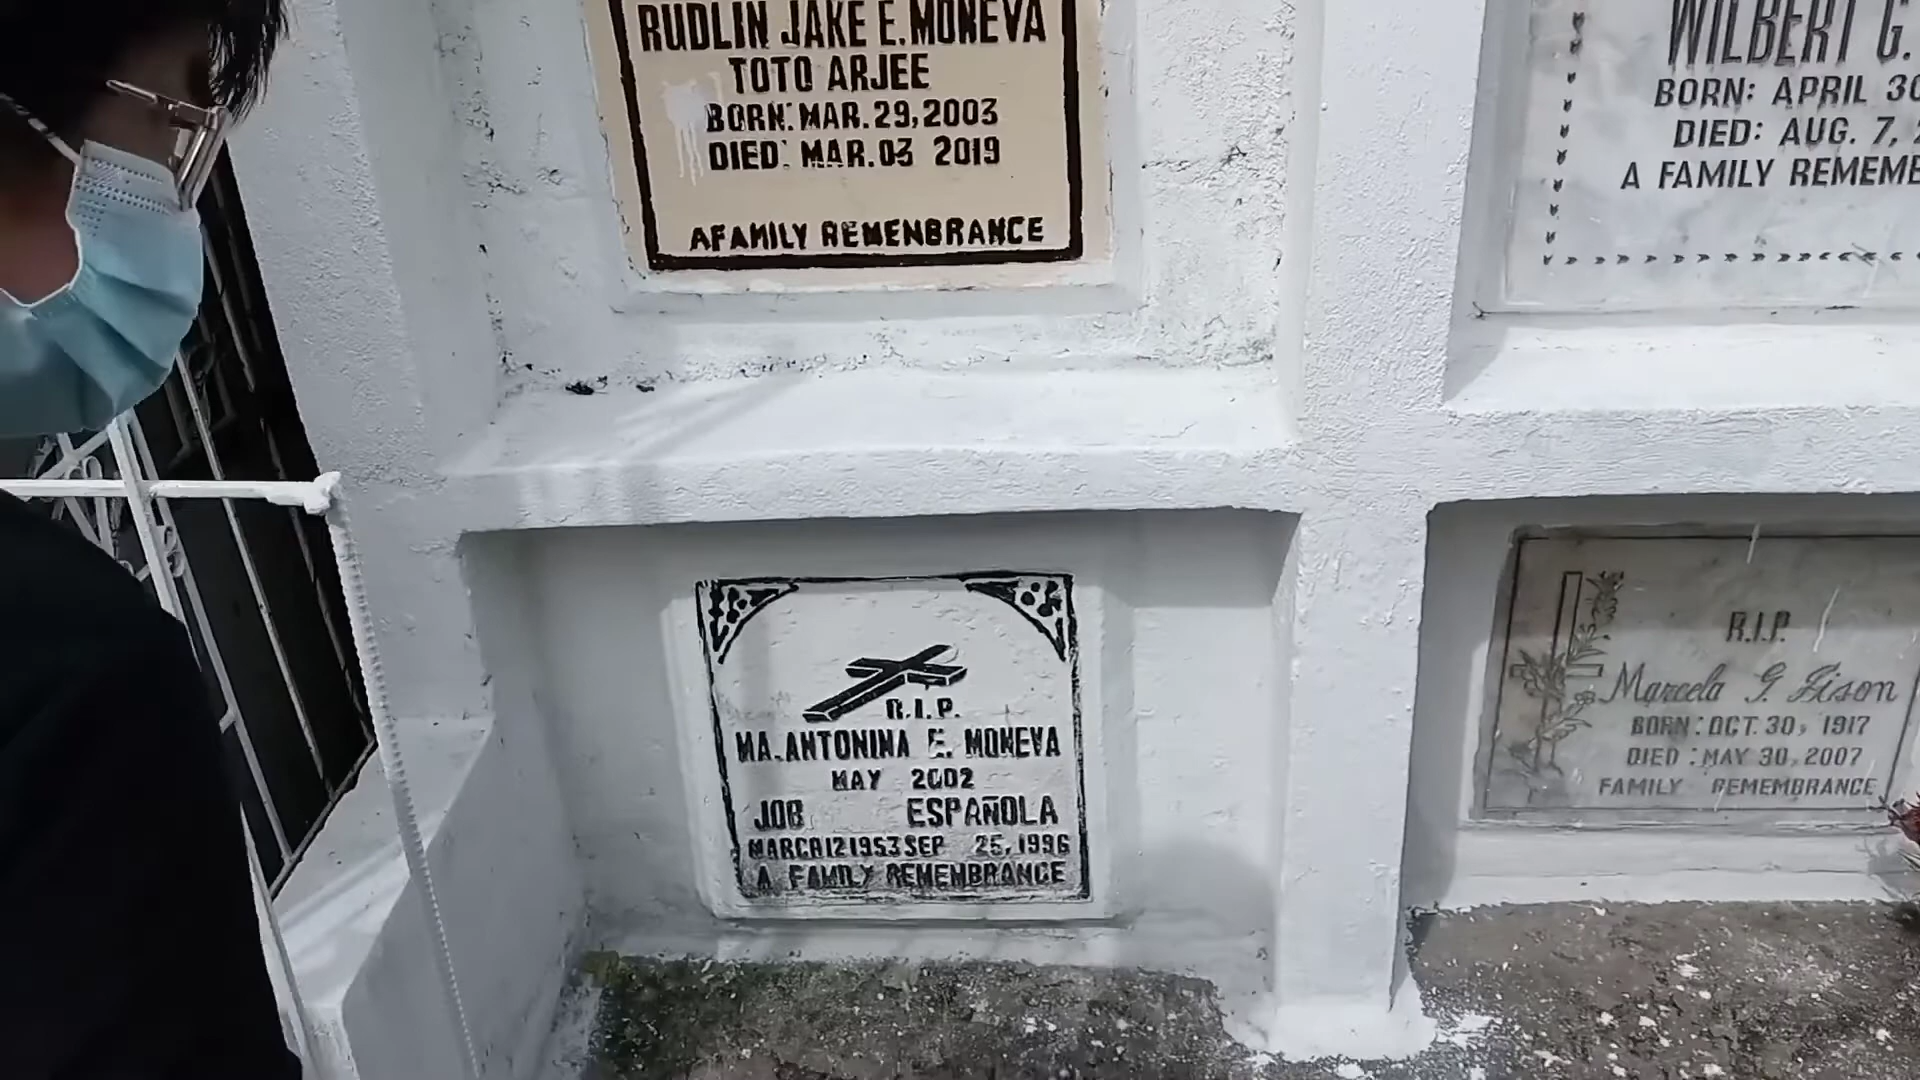 RUDLIN JAKE E. MONEVA
TOTO ARJEE
BORN: MAR. 29, 2003
DIED: MAR. 03 2019
AFAMILY REMENBRANCE
WILBERT G.
BORN: APRIL 30
DIED: AUG. 7,
A FAMILY REMEME
R.I.P.
MA. ANTONINA E. MONEVA
MAY 2002
JOB ESPAÑOLA
MARCH 12 1953 SEP 25, 1996
A FAMILY REMEMBRANCE
R.I.P.
Marcela G. Gison
BORN: OCT. 30, 1917
DIED: MAY 30, 2007
FAMILY REMEMBRANCE